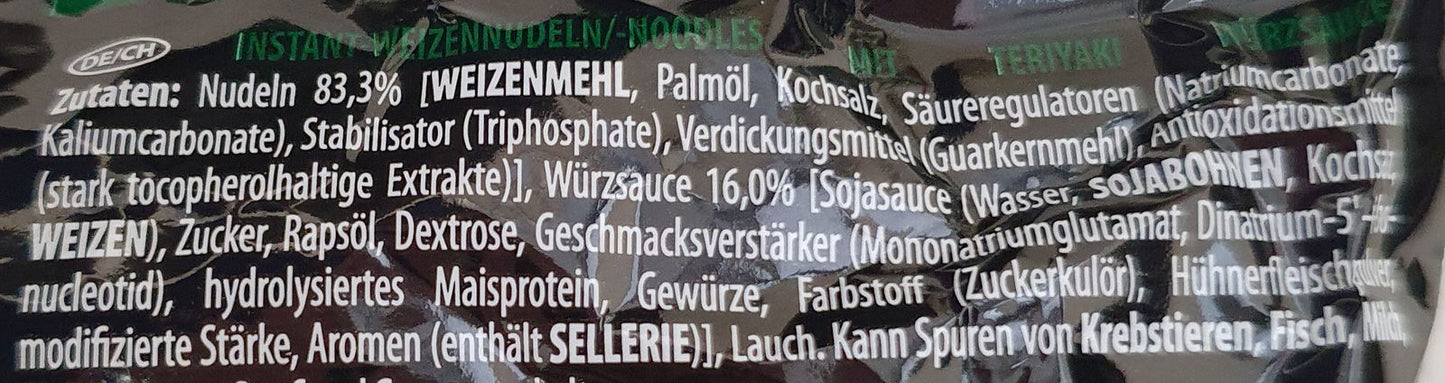 DE/CH INSTANT-WEIZENNUDELN/-NOODLES MIT TERIYAKI WÜRZSAUCE
Zutaten: Nudeln 83,3% [WEIZENMEHL, Palmöl, Kochsalz, Säureregulatoren (Natriumcarbonate,
Kaliumcarbonate), Stabilisator (Triphosphate), Verdickungsmittel (Guarkernmehl), Antioxidationsmittel
(stark tocopherolhaltige Extrakte)], Würzsauce 16,0% [Sojasauce (Wasser, SOJABOHNEN,
WEIZEN), Zucker, Rapsöl, Dextrose, Geschmacksverstärker (Mononatriumglutamat, Dinatrium-5'-
nucleotid), hydrolysiertes Maisprotein, Gewürze, Farbstoff (Zuckerkulör),
modifizierte Stärke, Aromen (enthält SELLERIE)], Lauch. Kann Spuren von Krebstieren, Fisch,